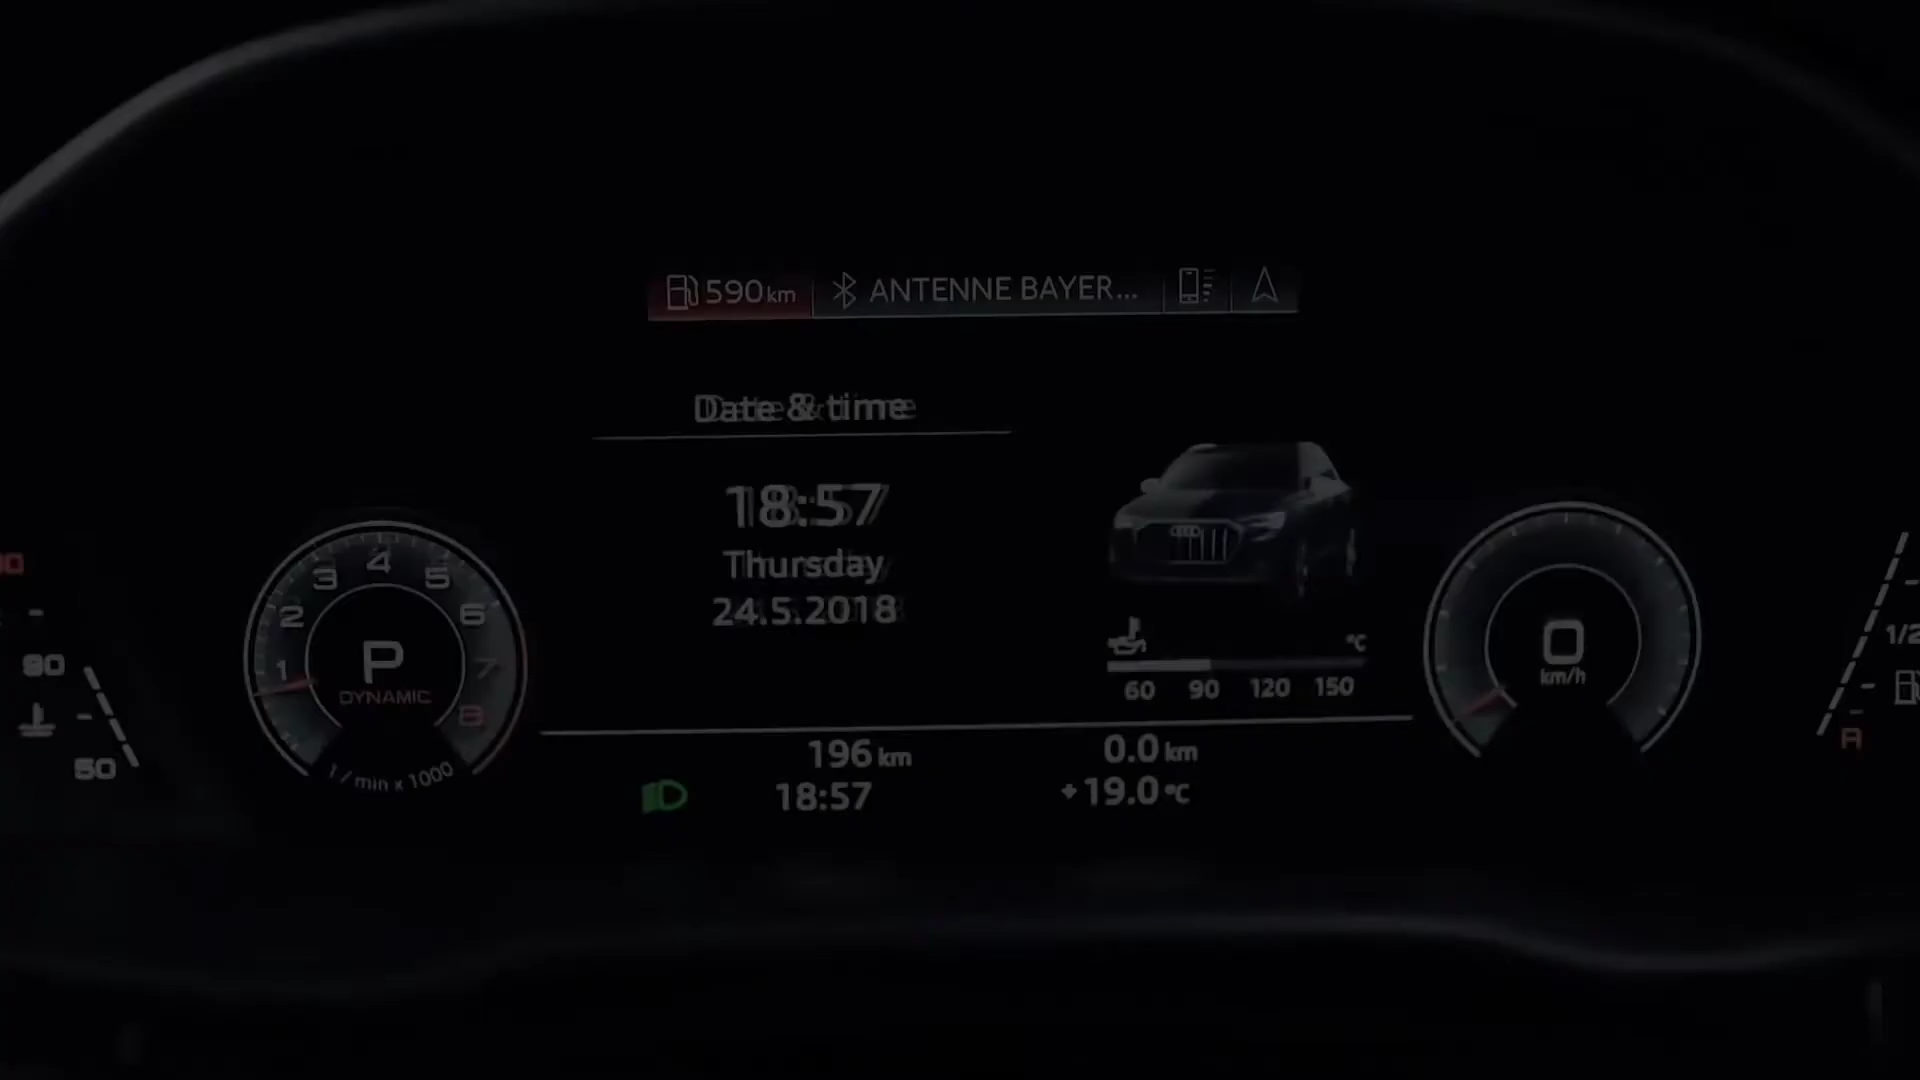 590 km
ANTENNE BAYER...
Date & time
18:57
Thursday
24.5.2018
°C
60 90 120 150
1 2 3 4 5 6 7 8
P
DYNAMIC
1 / min x 1000
0
km/h
90
50
1/2
R
196 km
0.0 km
18:57
+19.0 °C